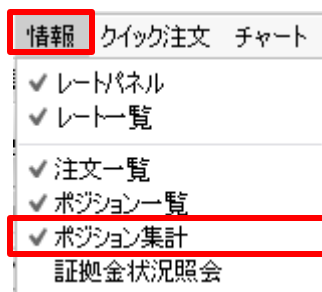 情報 クイック注文 チャート
レートパネル
レート一覧
注文一覧
ポジション一覧
ポジション集計
証拠金状況照会